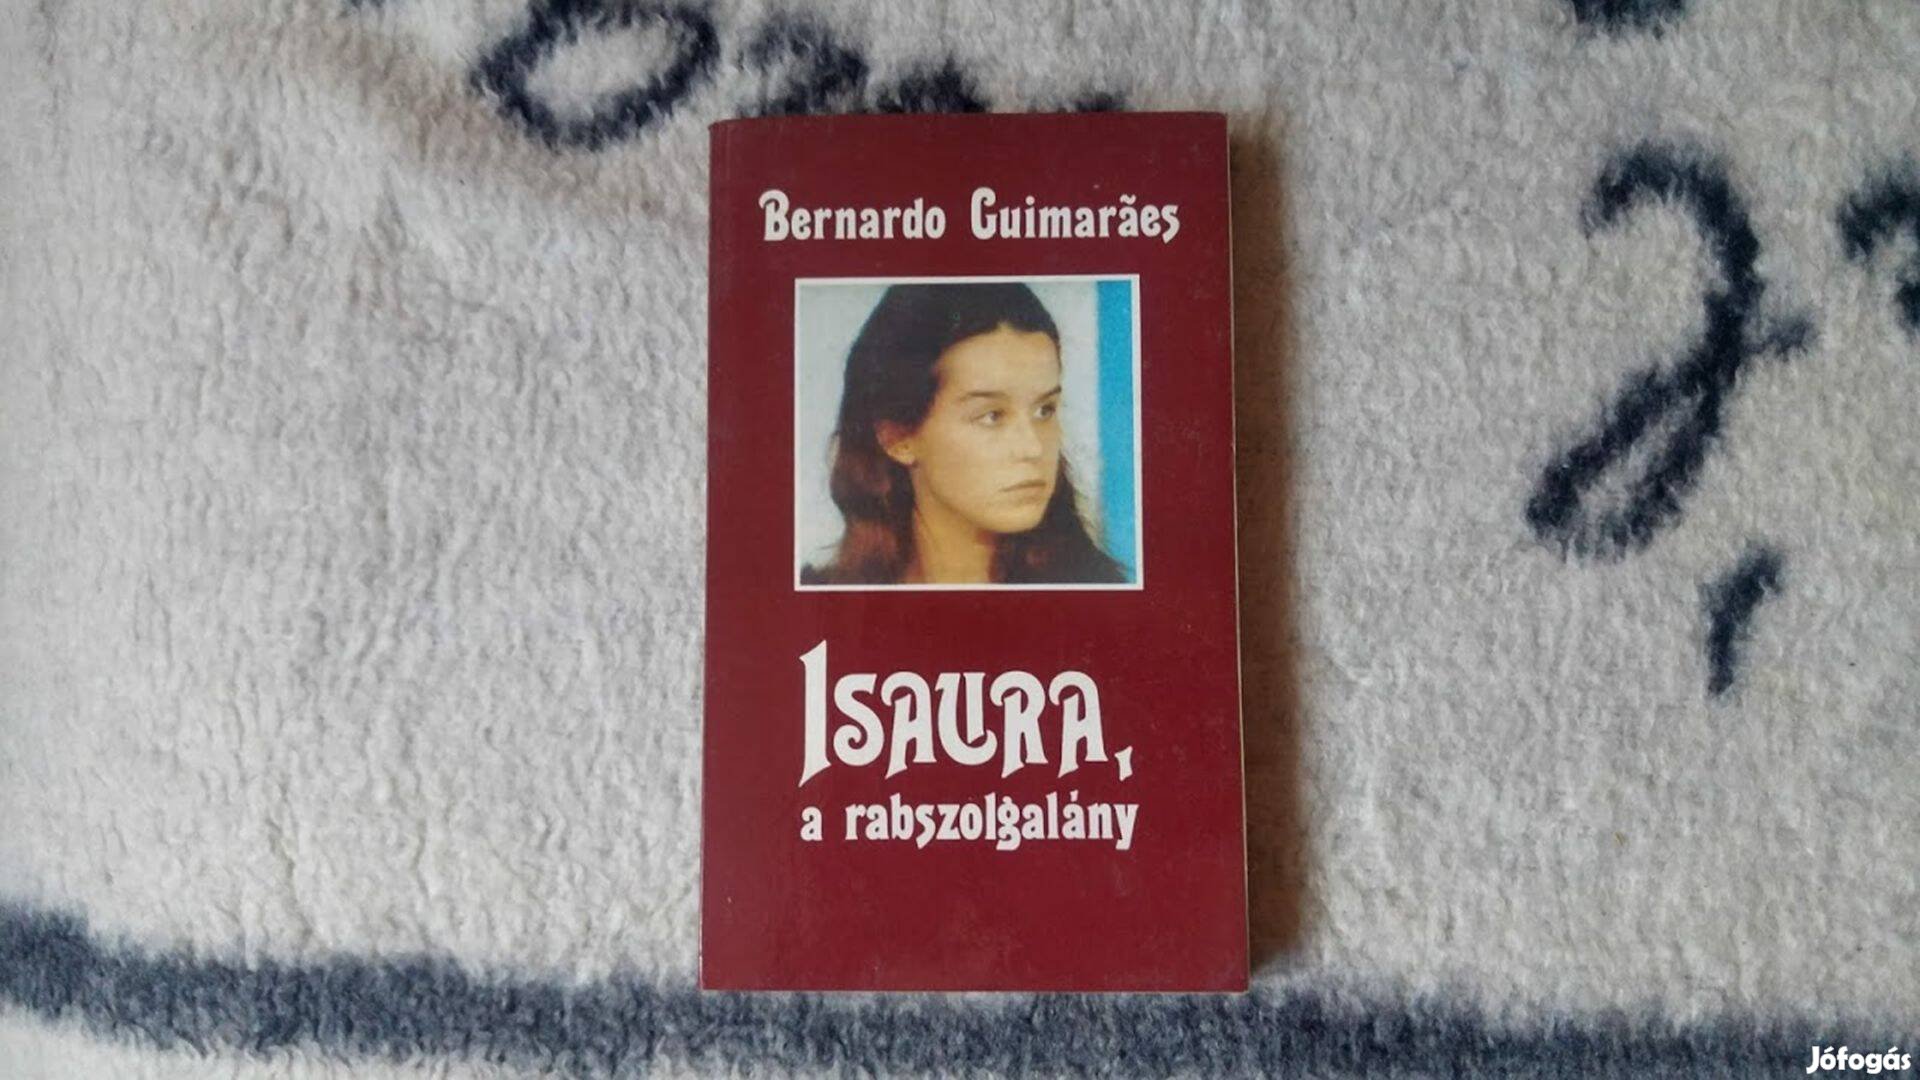 Bernardo Guimarães
Isaura,
a rabszolgalány
Jófogás